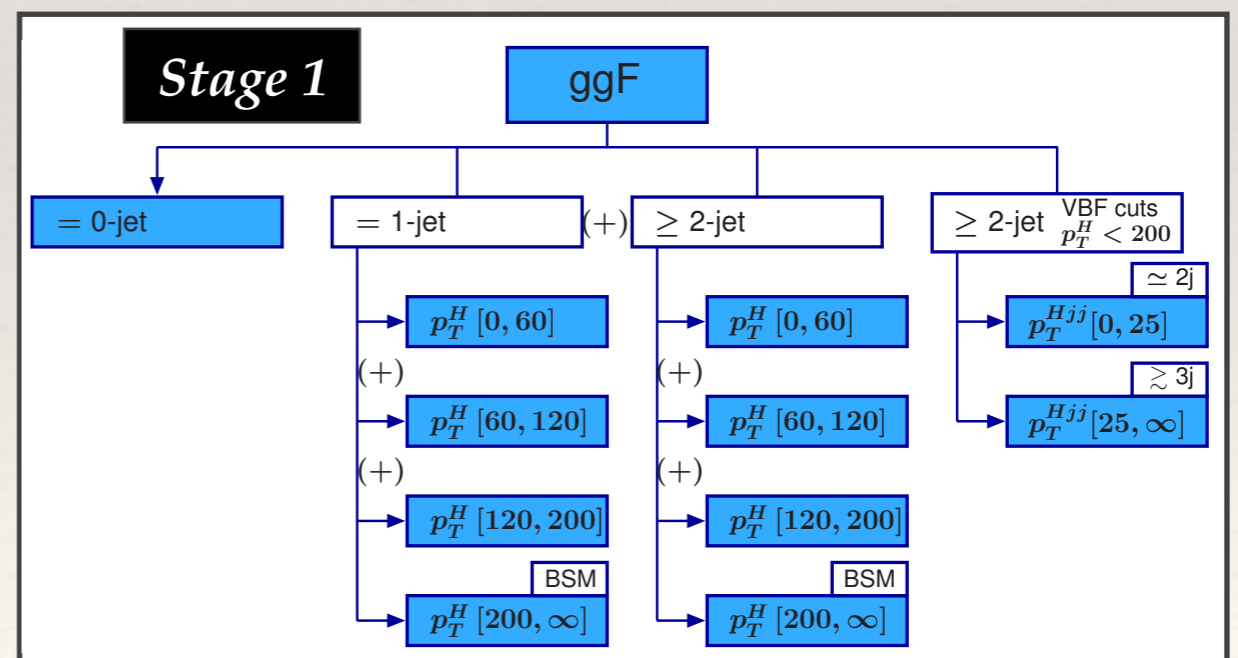 Stage 1
ggF
= 0-jet
= 1-jet
(+)
≥ 2-jet
≥ 2-jet
VBF cuts
p_T^H < 200
p_T^H [0, 60]
(+)
p_T^H [60, 120]
(+)
p_T^H [120, 200]
BSM
p_T^H [200, ∞]
p_T^H [0, 60]
(+)
p_T^H [60, 120]
(+)
p_T^H [120, 200]
BSM
p_T^H [200, ∞]
≃ 2j
p_T^{Hjj} [0, 25]
≳ 3j
p_T^{Hjj} [25, ∞]